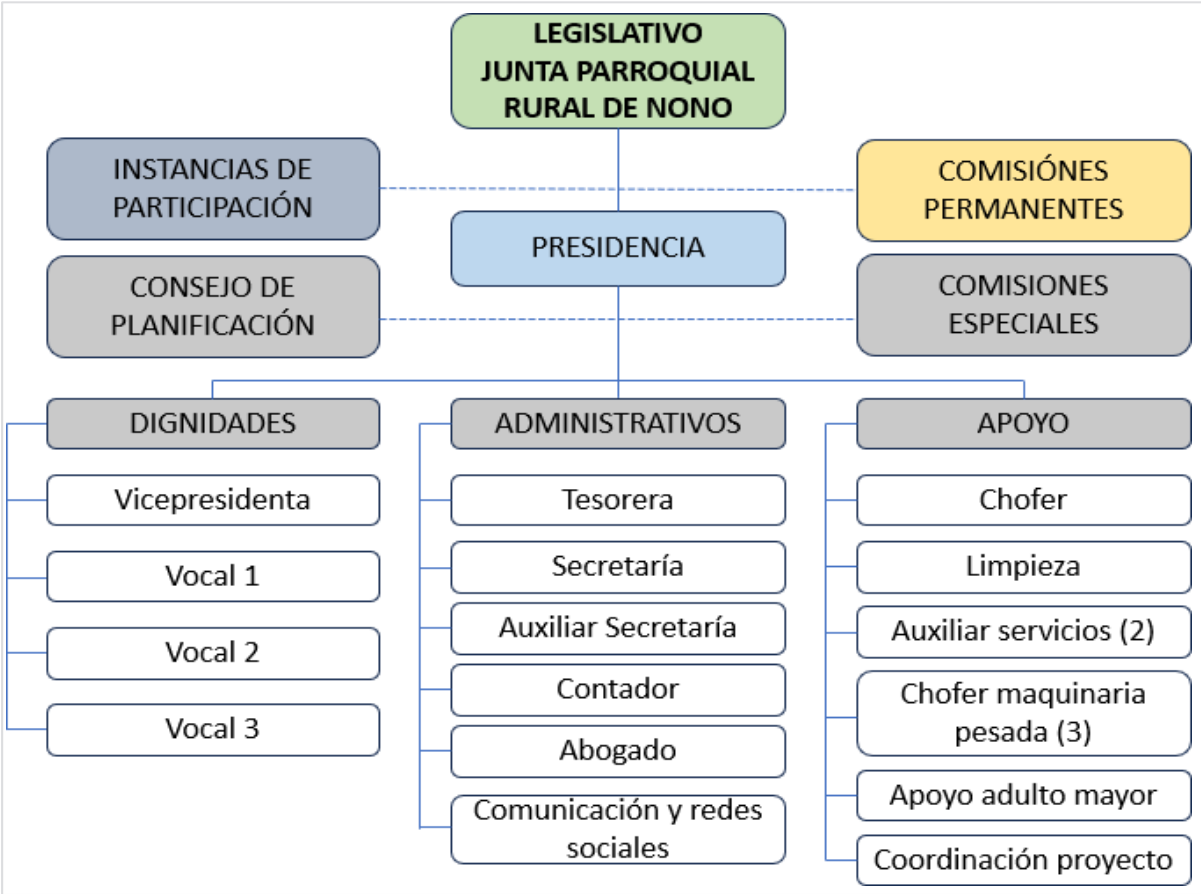 LEGISLATIVO
JUNTA PARROQUIAL
RURAL DE NONO
INSTANCIAS DE
PARTICIPACIÓN
COMISIÓNES
PERMANENTES
PRESIDENCIA
CONSEJO DE
PLANIFICACIÓN
COMISIONES
ESPECIALES
DIGNIDADES
Vicepresidenta
Vocal 1
Vocal 2
Vocal 3
ADMINISTRATIVOS
Tesorera
Secretaría
Auxiliar Secretaría
Contador
Abogado
Comunicación y redes
sociales
APOYO
Chofer
Limpieza
Auxiliar servicios (2)
Chofer maquinaria
pesada (3)
Apoyo adulto mayor
Coordinación proyecto